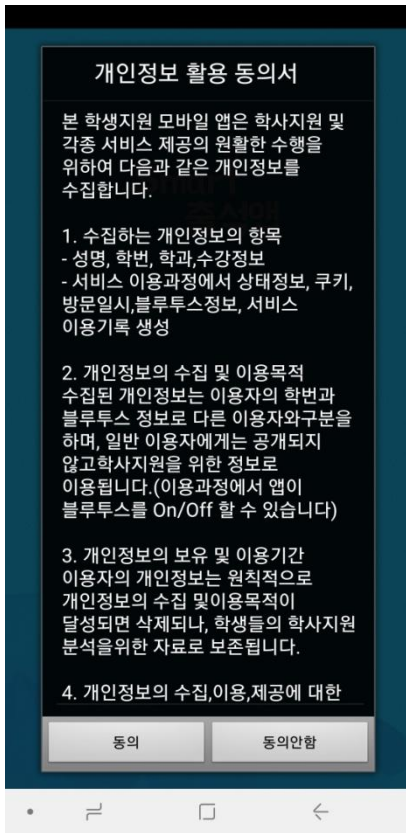 개인정보 활용 동의서
본 학생지원 모바일 앱은 학사지원 및
각종 서비스 제공의 원활한 수행을
위하여 다음과 같은 개인정보를
수집합니다.
1. 수집하는 개인정보의 항목
- 성명, 학번, 학과,수강정보
- 서비스 이용과정에서 상태정보, 쿠키,
방문일시,블루투스정보, 서비스
이용기록 생성
2. 개인정보의 수집 및 이용목적
수집된 개인정보는 이용자의 학번과
블루투스 정보로 다른 이용자와구분을
하며, 일반 이용자에게는 공개되지
않고학사지원을 위한 정보로
이용됩니다.(이용과정에서 앱이
블루투스를 On/Off 할 수 있습니다)
3. 개인정보의 보유 및 이용기간
이용자의 개인정보는 원칙적으로
개인정보의 수집 및이용목적이
달성되면 삭제되나, 학생들의 학사지원
분석을위한 자료로 보존됩니다.
4. 개인정보의 수집,이용,제공에 대한
동의
동의안함